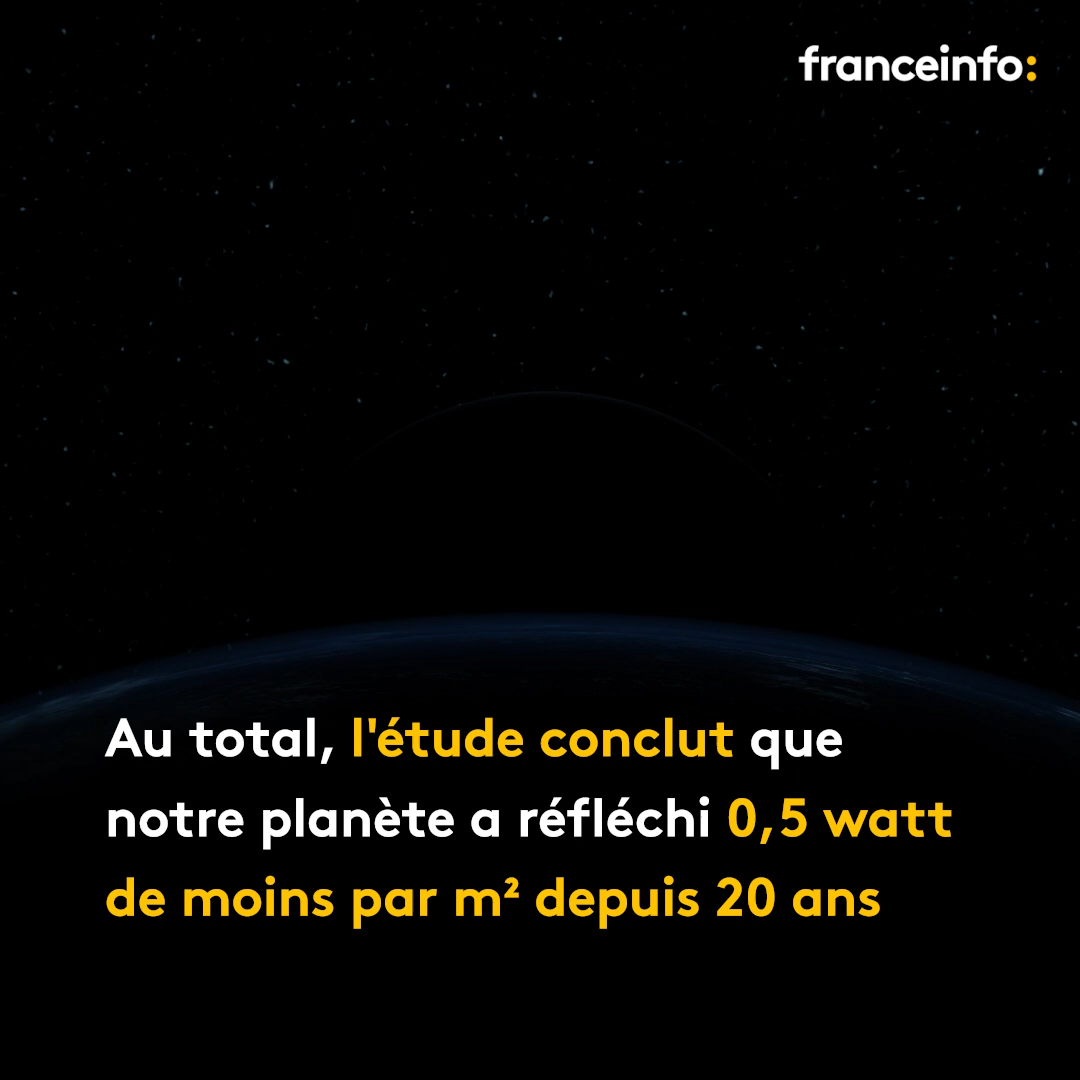 franceinfo:
Au total, l'étude conclut que
notre planète a réfléchi 0,5 watt
de moins par m² depuis 20 ans